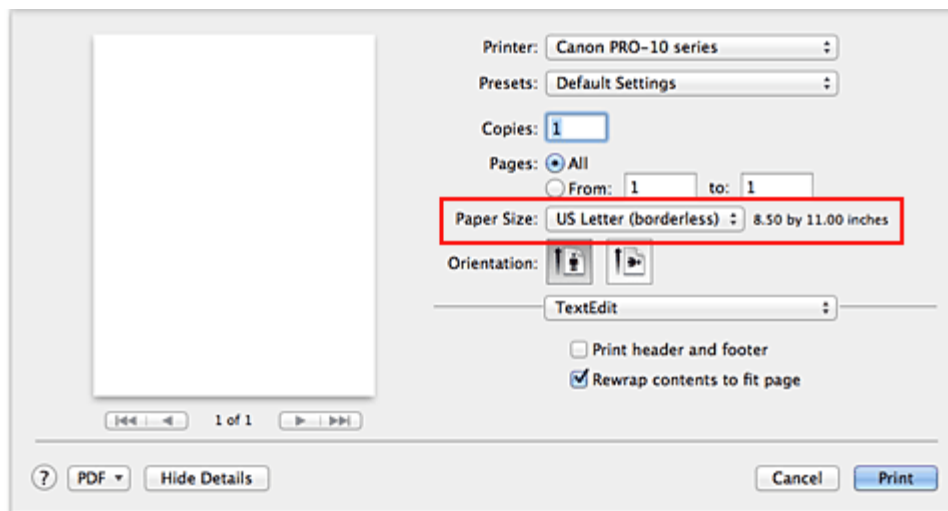 Printer: Canon PRO-10 series
Presets: Default Settings
Copies: 1
Pages: All
From: 1 to: 1
Paper Size: US Letter (borderless) 8.50 by 11.00 inches
Orientation:
TextEdit
Print header and footer
Rewrap contents to fit page
1 of 1
? PDF Hide Details Cancel Print